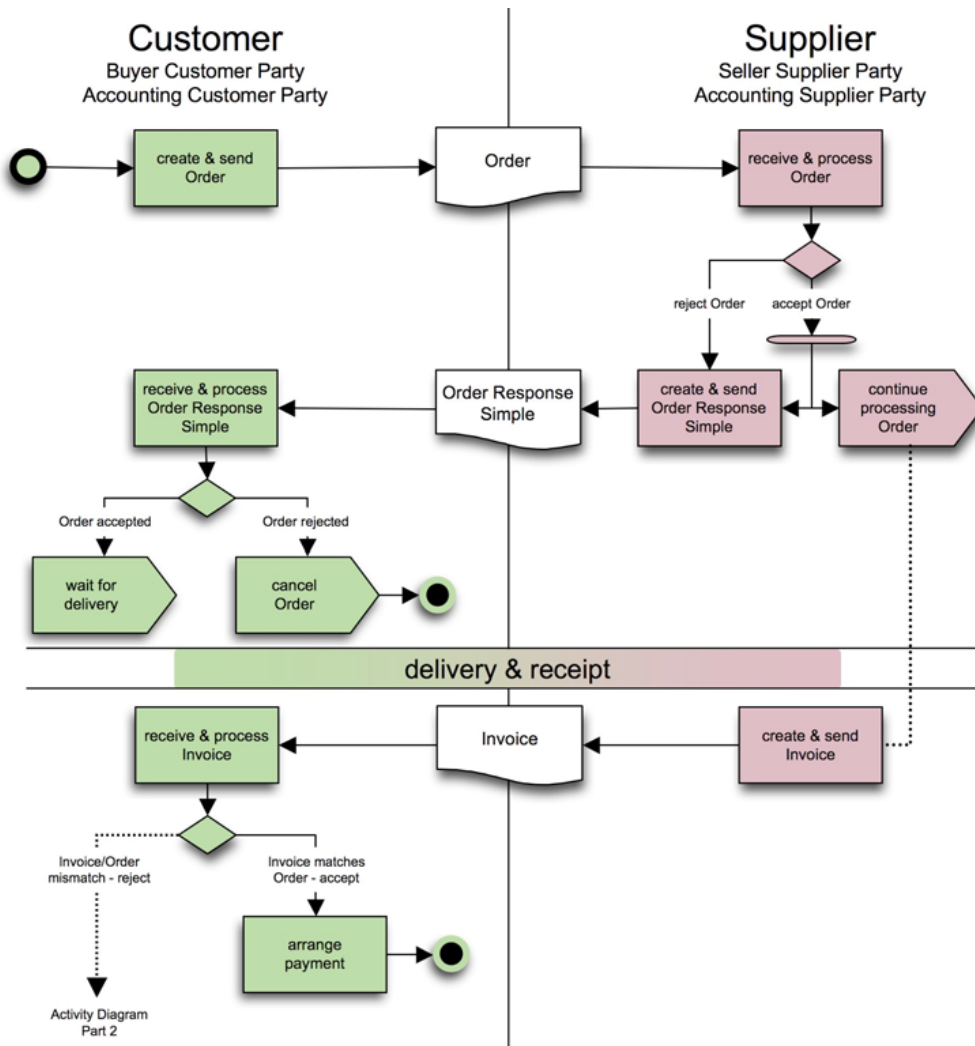 Customer
Buyer Customer Party
Accounting Customer Party
Supplier
Seller Supplier Party
Accounting Supplier Party
create & send
Order
Order
receive & process
Order
reject Order
accept Order
receive & process
Order Response
Simple
Order Response
Simple
create & send
Order Response
Simple
continue
processing
Order
Order accepted
Order rejected
wait for
delivery
cancel
Order
delivery & receipt
receive & process
Invoice
Invoice
create & send
Invoice
Invoice/Order
mismatch - reject
Invoice matches
Order - accept
arrange
payment
Activity Diagram
Part 2